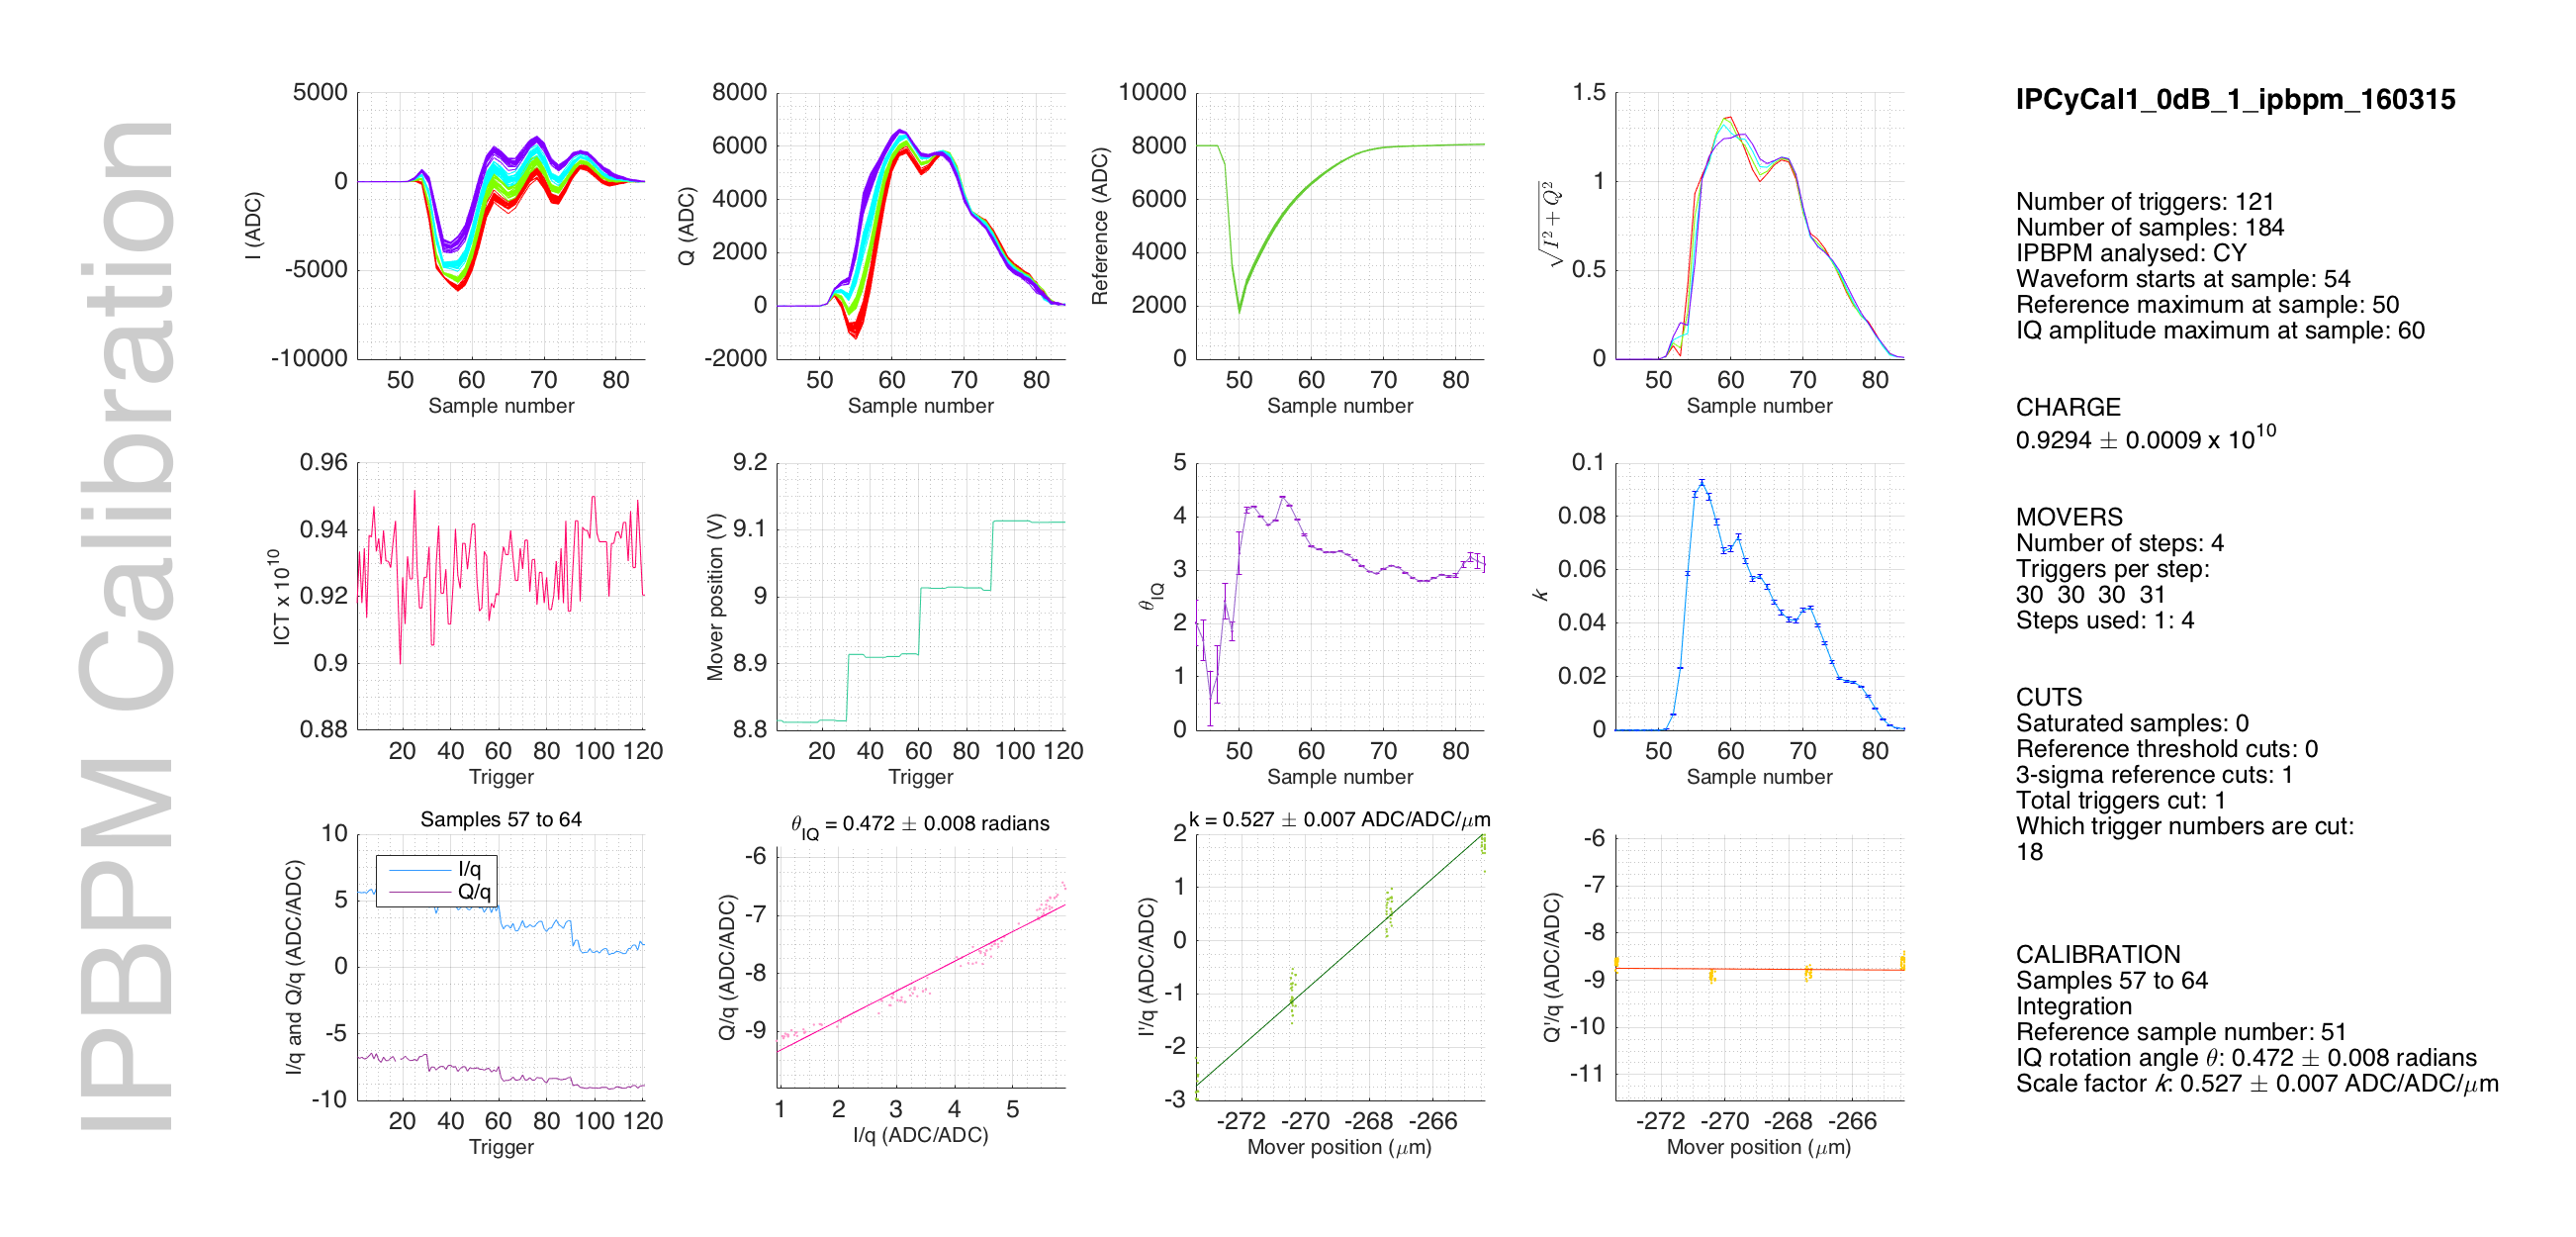 IPBPM Calibration
5000
0
-5000
-10000
50 60 70 80
I (ADC)
Sample number
8000
6000
4000
2000
0
-2000
50 60 70 80
Q (ADC)
Sample number
10000
8000
6000
4000
2000
0
50 60 70 80
Reference (ADC)
Sample number
1.5
1
0.5
0
50 60 70 80
√I² + Q²
Sample number
0.96
0.94
0.92
0.9
0.88
20 40 60 80 100 120
ICT x 10¹⁰
Trigger
9.2
9.1
9
8.9
8.8
20 40 60 80 100 120
Mover position (V)
Trigger
5
4
3
2
1
0
50 60 70 80
θIQ
Sample number
0.1
0.08
0.06
0.04
0.02
0
50 60 70 80
k
Sample number
Samples 57 to 64
10
5
0
-5
-10
I/q
Q/q
20 40 60 80 100 120
I/q and Q/q (ADC/ADC)
Trigger
θIQ = 0.472 ± 0.008 radians
-6
-7
-8
-9
1 2 3 4 5
Q/q (ADC/ADC)
I/q (ADC/ADC)
k = 0.527 ± 0.007 ADC/ADC/μm
2
1
0
-1
-2
-3
-272 -270 -268 -266
I'/q (ADC/ADC)
Mover position (μm)
-6
-7
-8
-9
-10
-11
-272 -270 -268 -266
Q'/q (ADC/ADC)
Mover position (μm)
IPCyCal1_0dB_1_ipbpm_160315
Number of triggers: 121
Number of samples: 184
IPBPM analysed: CY
Waveform starts at sample: 54
Reference maximum at sample: 50
IQ amplitude maximum at sample: 60
CHARGE
0.9294 ± 0.0009 x 10¹⁰
MOVERS
Number of steps: 4
Triggers per step:
30 30 30 31
Steps used: 1: 4
CUTS
Saturated samples: 0
Reference threshold cuts: 0
3-sigma reference cuts: 1
Total triggers cut: 1
Which trigger numbers are cut:
18
CALIBRATION
Samples 57 to 64
Integration
Reference sample number: 51
IQ rotation angle θ: 0.472 ± 0.008 radians
Scale factor k: 0.527 ± 0.007 ADC/ADC/μm